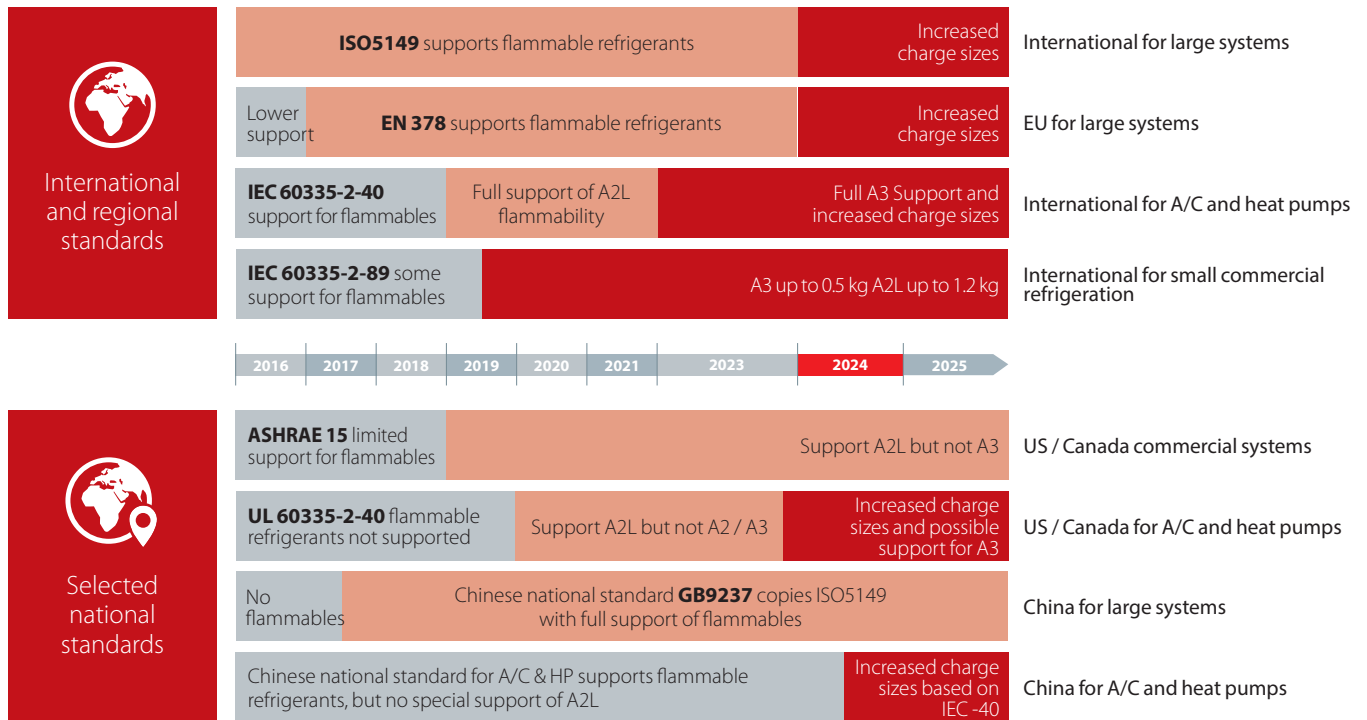 International
and regional
standards
ISO5149 supports flammable refrigerants
Increased
charge sizes
International for large systems
Lower
support
EN 378 supports flammable refrigerants
Increased
charge sizes
EU for large systems
IEC 60335-2-40
support for flammables
Full support of A2L
flammability
Full A3 Support and
increased charge sizes
International for A/C and heat pumps
IEC 60335-2-89 some
support for flammables
A3 up to 0.5 kg A2L up to 1.2 kg
International for small commercial
refrigeration
2016 2017 2018 2019 2020 2021 2023 2024 2025
Selected
national
standards
ASHRAE 15 limited
support for flammables
Support A2L but not A3
US / Canada commercial systems
UL 60335-2-40 flammable
refrigerants not supported
Support A2L but not A2 / A3
Increased charge
sizes and possible
support for A3
US / Canada for A/C and heat pumps
No
flammables
Chinese national standard GB9237 copies ISO5149
with full support of flammables
China for large systems
Chinese national standard for A/C & HP supports flammable
refrigerants, but no special support of A2L
Increased charge
sizes based on
IEC -40
China for A/C and heat pumps